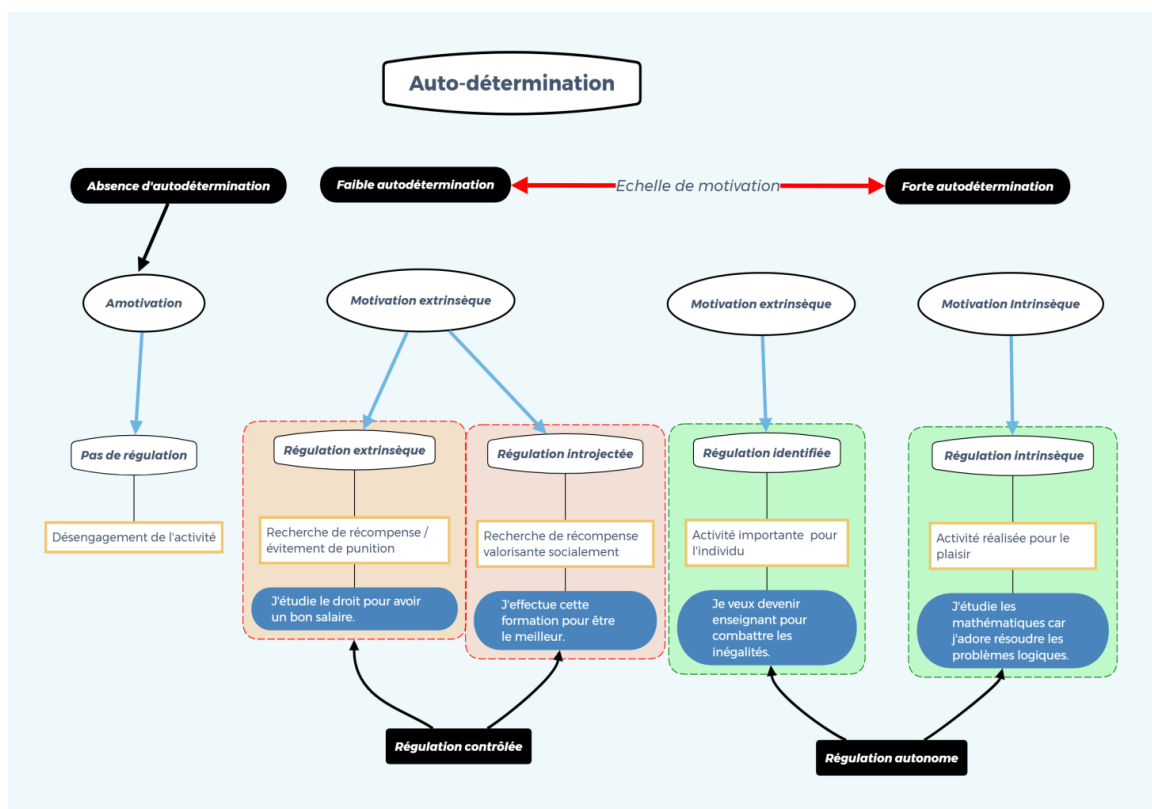 Auto-détermination
Absence d'autodétermination
Faible autodétermination
Echelle de motivation
Forte autodétermination
Amotivation
Motivation extrinsèque
Motivation extrinsèque
Motivation Intrinsèque
Pas de régulation
Régulation extrinsèque
Régulation introjectée
Régulation identifiée
Régulation intrinsèque
Désengagement de l'activité
Recherche de récompense /
évitement de punition
Recherche de récompense
valorisante socialement
Activité importante pour
l'individu
Activité réalisée pour le
plaisir
J'étudie le droit pour avoir
un bon salaire.
J'effectue cette
formation pour être
le meilleur.
Je veux devenir
enseignant pour
combattre les
inégalités.
J'étudie les
mathématiques car
j'adore résoudre les
problèmes logiques.
Régulation contrôlée
Régulation autonome